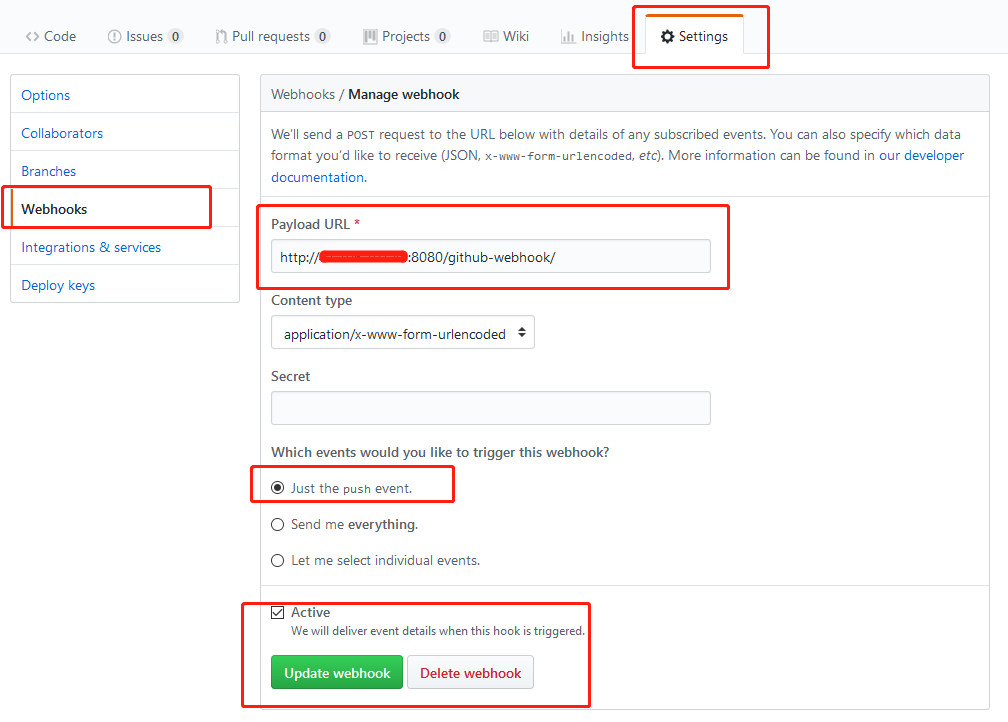 Code Issues 0 Pull requests 0 Projects 0 Wiki Insights Settings
Options
Collaborators
Branches
Webhooks
Integrations & services
Deploy keys
Webhooks / Manage webhook
We'll send a POST request to the URL below with details of any subscribed events. You can also specify which data
format you'd like to receive (JSON, x-www-form-urlencoded, etc). More information can be found in our developer
documentation.
Payload URL *
http:// :8080/github-webhook/
Content type
application/x-www-form-urlencoded
Secret
Which events would you like to trigger this webhook?
Just the push event.
Send me everything.
Let me select individual events.
Active
We will deliver event details when this hook is triggered.
Update webhook Delete webhook